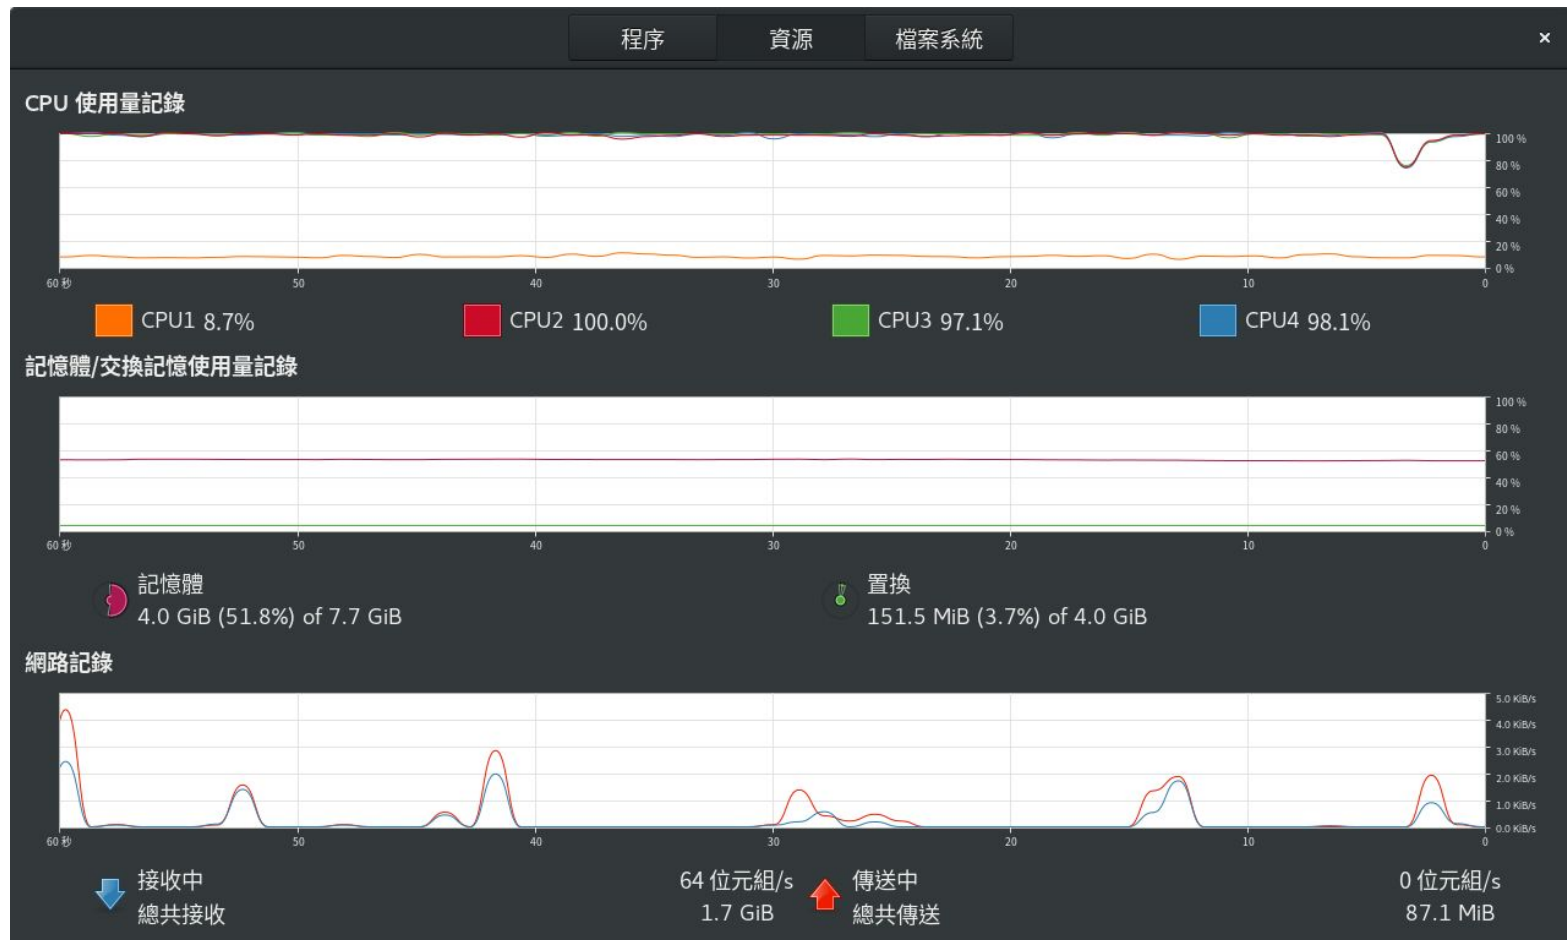 程序 資源 檔案系統 ×
CPU 使用量記錄
100 %
80 %
60 %
40 %
20 %
0 %
60 秒 50 40 30 20 10 0
CPU1 8.7% CPU2 100.0% CPU3 97.1% CPU4 98.1%
記憶體/交換記憶使用量記錄
100 %
80 %
60 %
40 %
20 %
0 %
60 秒 50 40 30 20 10 0
記憶體 置換
4.0 GiB (51.8%) of 7.7 GiB 151.5 MiB (3.7%) of 4.0 GiB
網路記錄
5.0 KiB/s
4.0 KiB/s
3.0 KiB/s
2.0 KiB/s
1.0 KiB/s
0.0 KiB/s
60 秒 50 40 30 20 10 0
接收中 64 位元組/s 傳送中 0 位元組/s
總共接收 1.7 GiB 總共傳送 87.1 MiB